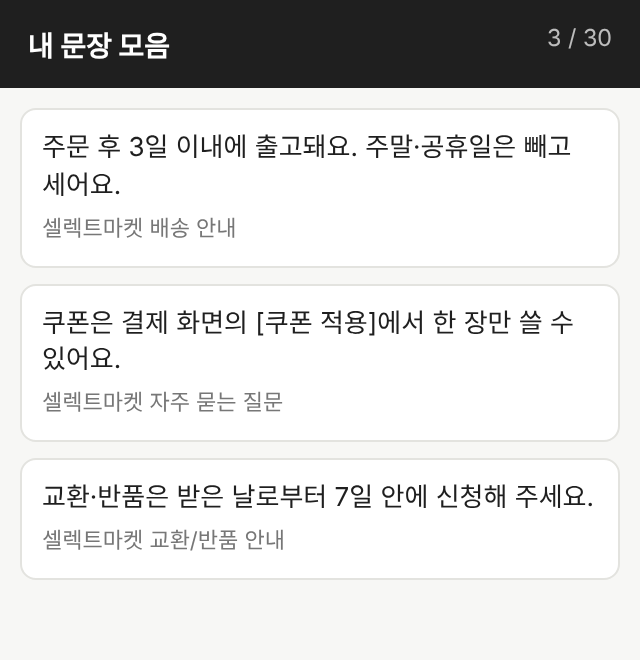 내 문장 모음
3 / 30
주문 후 3일 이내에 출고돼요. 주말·공휴일은 빼고
세어요.
셀렉트마켓 배송 안내
쿠폰은 결제 화면의 [쿠폰 적용]에서 한 장만 쓸 수
있어요.
셀렉트마켓 자주 묻는 질문
교환·반품은 받은 날로부터 7일 안에 신청해 주세요.
셀렉트마켓 교환/반품 안내